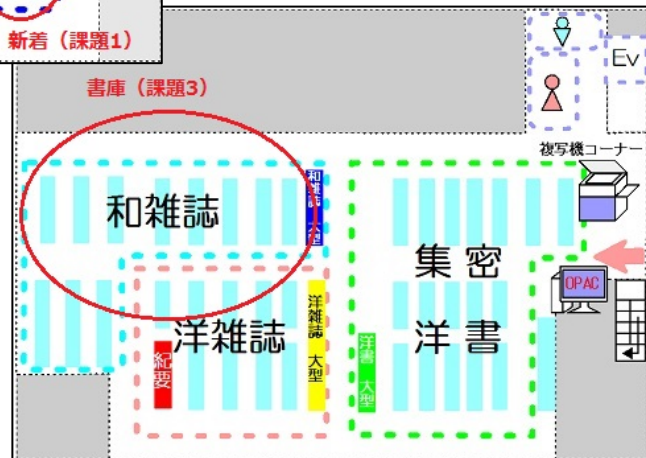 新着（課題1）
書庫（課題3）
Ev
複写機コーナー
和雑誌
和雑誌 大型
集密
洋書
OPAC
洋雑誌
洋雑誌 大型
紀要
洋書 大型